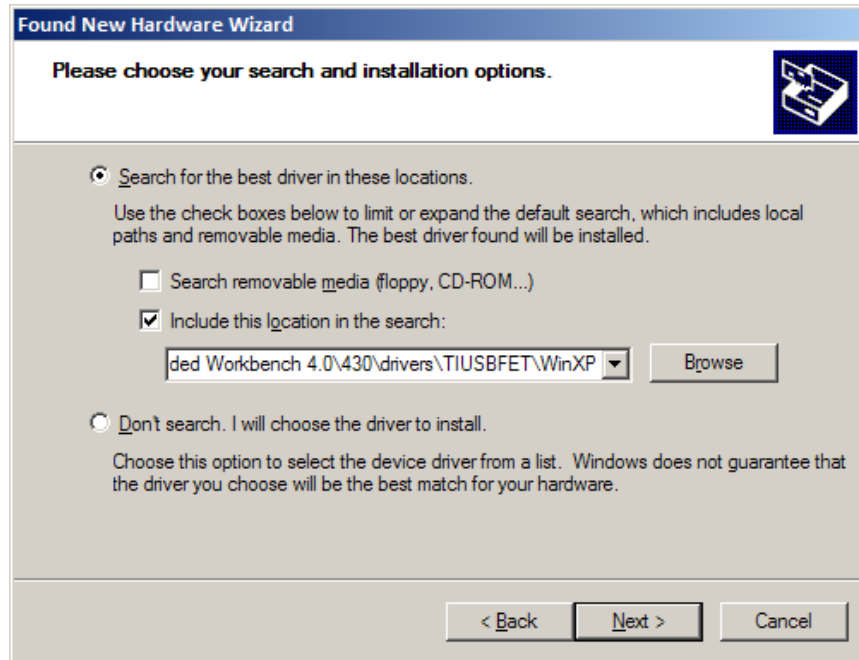 Found New Hardware Wizard
Please choose your search and installation options.
Search for the best driver in these locations.
Use the check boxes below to limit or expand the default search, which includes local
paths and removable media. The best driver found will be installed.
Search removable media (floppy, CD-ROM...)
Include this location in the search:
ded Workbench 4.0\430\drivers\TIUSBFET\WinXP
Browse
Don't search. I will choose the driver to install.
Choose this option to select the device driver from a list. Windows does not guarantee that
the driver you choose will be the best match for your hardware.
< Back Next > Cancel